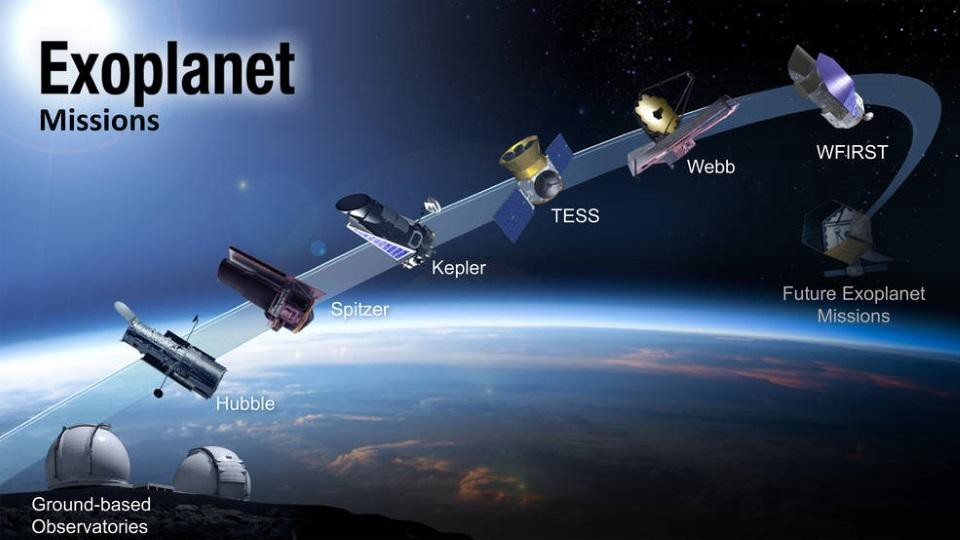 Exoplanet
Missions
WFIRST
Webb
TESS
Kepler
Future Exoplanet
Missions
Spitzer
Hubble
Ground-based
Observatories